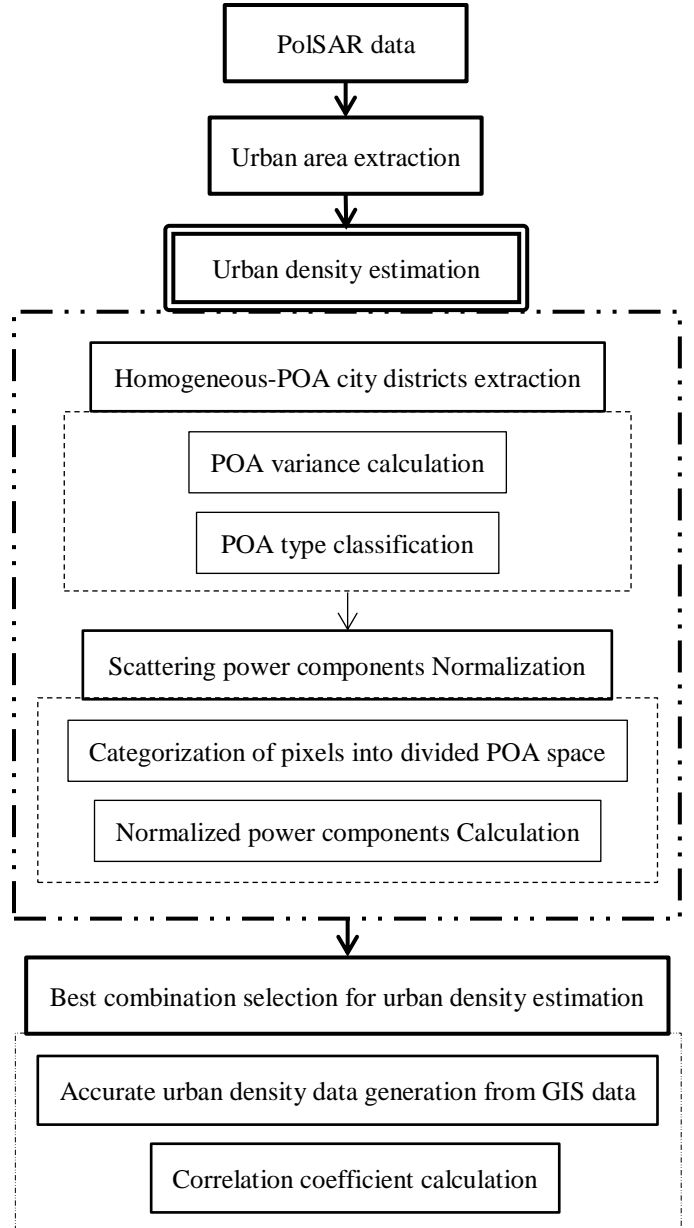 PolSAR data
Urban area extraction
Urban density estimation
Homogeneous-POA city districts extraction
POA variance calculation
POA type classification
Scattering power components Normalization
Categorization of pixels into divided POA space
Normalized power components Calculation
Best combination selection for urban density estimation
Accurate urban density data generation from GIS data
Correlation coefficient calculation